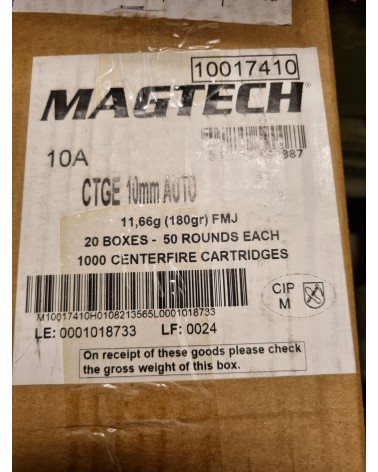 10017410
MAGTECH
10A
CTGE 10mm AUTO
11,66g (180gr) FMJ
20 BOXES - 50 ROUNDS EACH
1000 CENTERFIRE CARTRIDGES
CIP
M
M10017410H0108213565L0001018733
LE: 0001018733 LF: 0024
On receipt of these goods please check
the gross weight of this box.